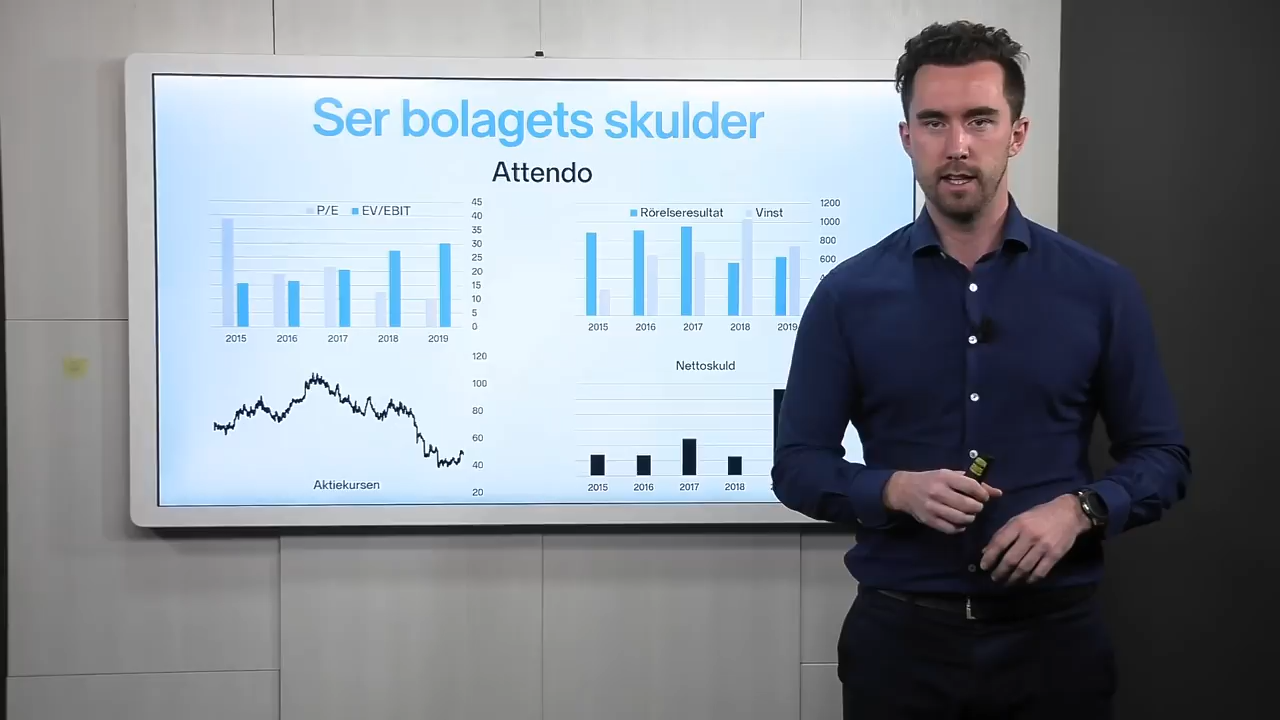 Ser bolagets skulder
Attendo
P/E EV/EBIT
45
40
35
30
25
20
15
10
5
0
2015 2016 2017 2018 2019
Rörelseresultat Vinst
1200
1000
800
600
2015 2016 2017 2018 2019
120
100
80
60
40
20
Aktiekursen
Nettoskuld
2015 2016 2017 2018